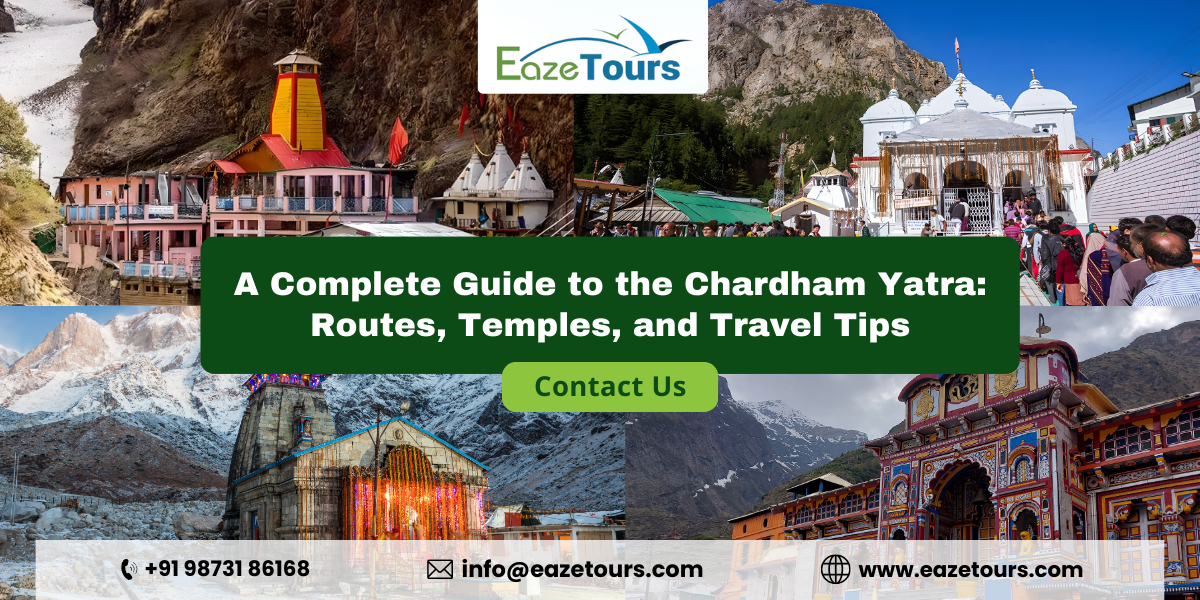 EazeTours
A Complete Guide to the Chardham Yatra:
Routes, Temples, and Travel Tips
Contact Us
+91 98731 86168
info@eazetours.com
www.eazetours.com